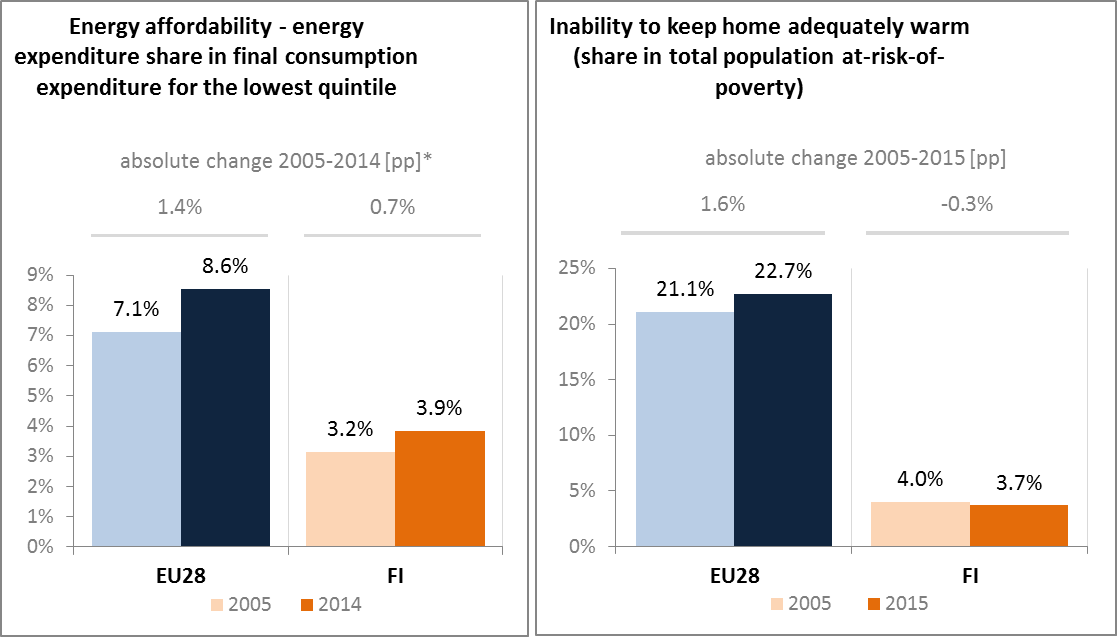 Energy affordability - energy
expenditure share in final consumption
expenditure for the lowest quintile
absolute change 2005-2014 [pp]*
1.4% 0.7%
9%
8%
7%
6%
5%
4%
3%
2%
1%
0%
7.1%
8.6%
3.2%
3.9%
EU28 FI
2005 2014
Inability to keep home adequately warm
(share in total population at-risk-of-
poverty)
absolute change 2005-2015 [pp]
1.6% -0.3%
25%
20%
15%
10%
5%
0%
21.1%
22.7%
4.0%
3.7%
EU28 FI
2005 2015